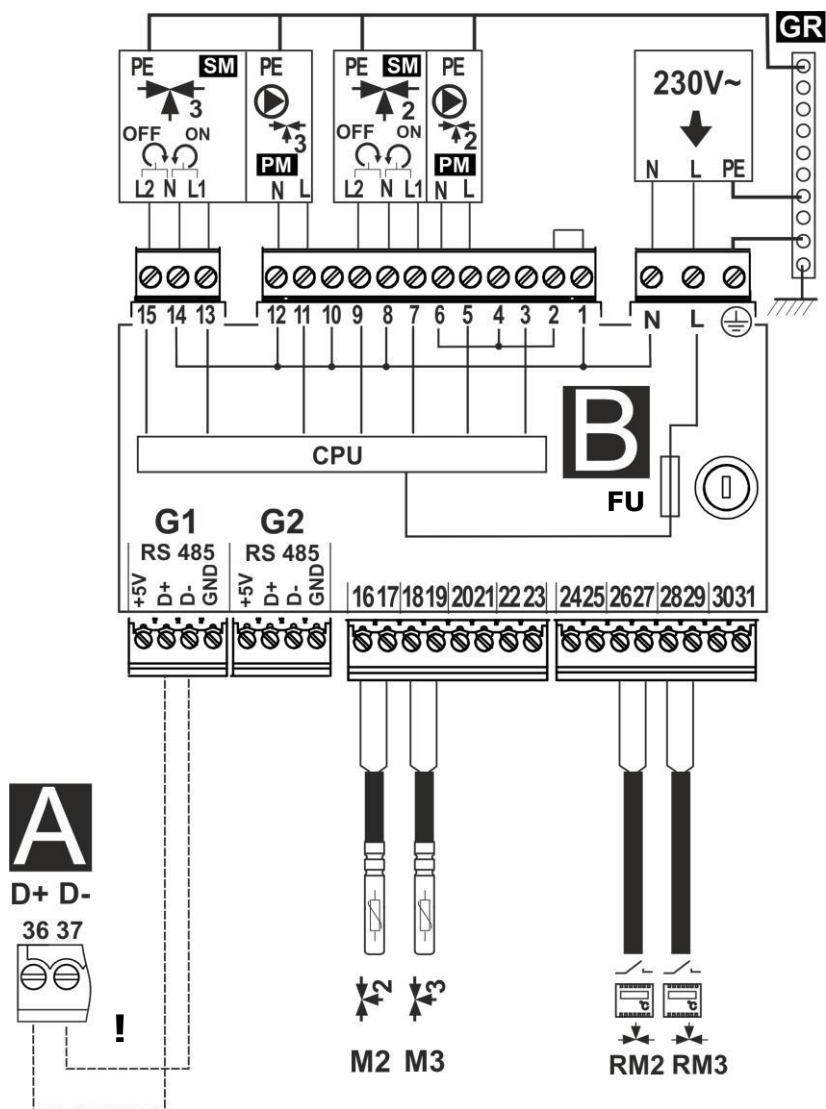 GR
PE SM PE PE SM PE
230V~
3 2
OFF ON 3 OFF ON 2
PM PM
L2 N L1 N L L2 N L1 N L N L PE
15 14 13 12 11 10 9 8 7 6 5 4 3 2 1 N L
B
CPU
FU
G1 G2
RS 485 RS 485
+5V D+ D- GND +5V D+ D- GND
16 17 18 19 20 21 22 23 24 25 26 27 28 29 30 31
A
D+ D-
36 37
!
°C °C
2 3
M2 M3 RM2 RM3